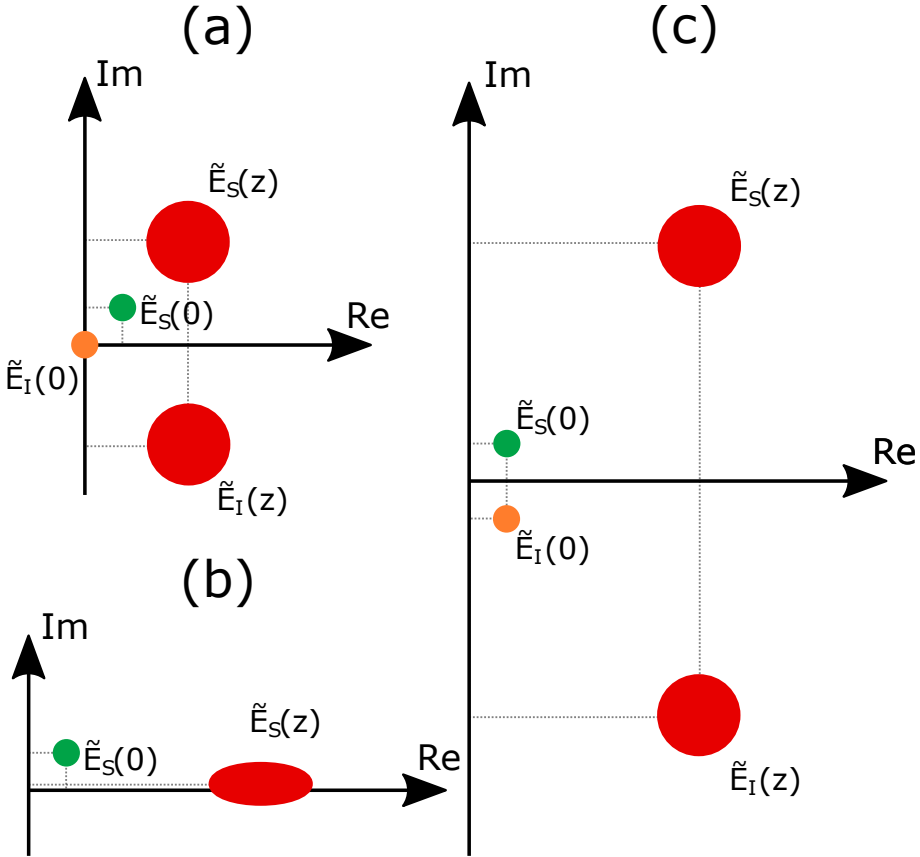 (a)
Im
Ẽ_S(z)
Ẽ_S(0)
Re
Ẽ_I(0)
Ẽ_I(z)
(b)
Im
Ẽ_S(z)
Ẽ_S(0)
Re
(c)
Im
Ẽ_S(z)
Ẽ_S(0)
Re
Ẽ_I(0)
Ẽ_I(z)